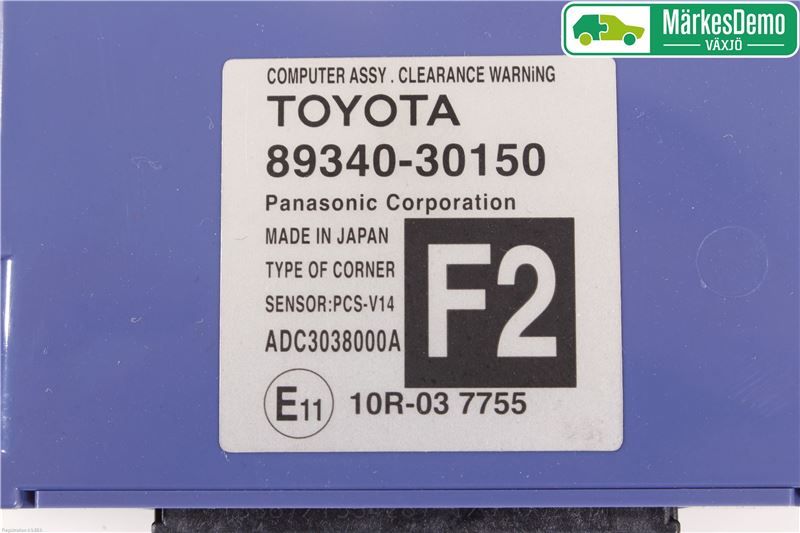 MärkesDemo
VÄXJÖ
COMPUTER ASSY . CLEARANCE WARNiNG
TOYOTA
89340-30150
Panasonic Corporation
MADE IN JAPAN
TYPE OF CORNER
SENSOR:PCS-V14
ADC3038000A
F2
E11 10R-03 7755